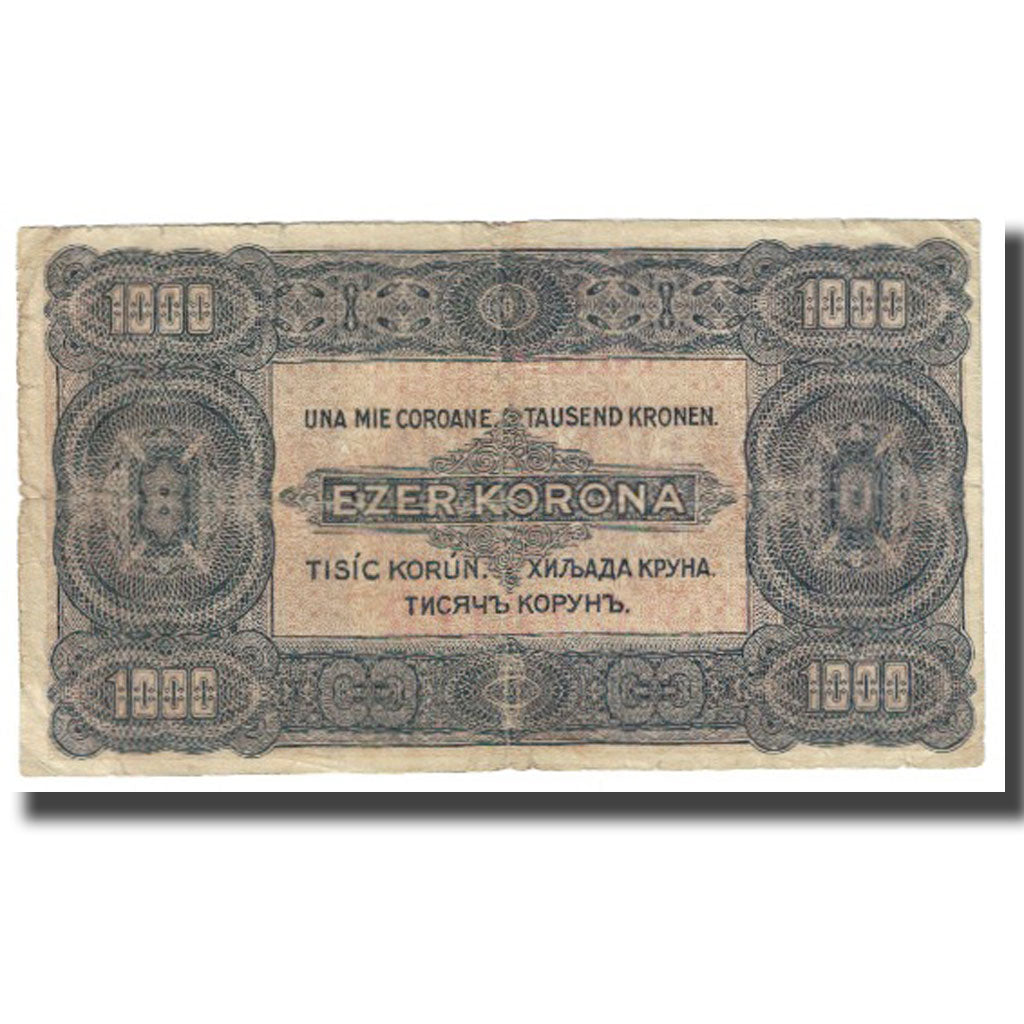 1000 1000
UNA MIE COROANE. TAUSEND KRONEN.
EZER KORONA
TISÍC KORÚN. ХИЉАДА КРУНА.
ТИСЯЧЪ КОРУНЪ.
1000 1000